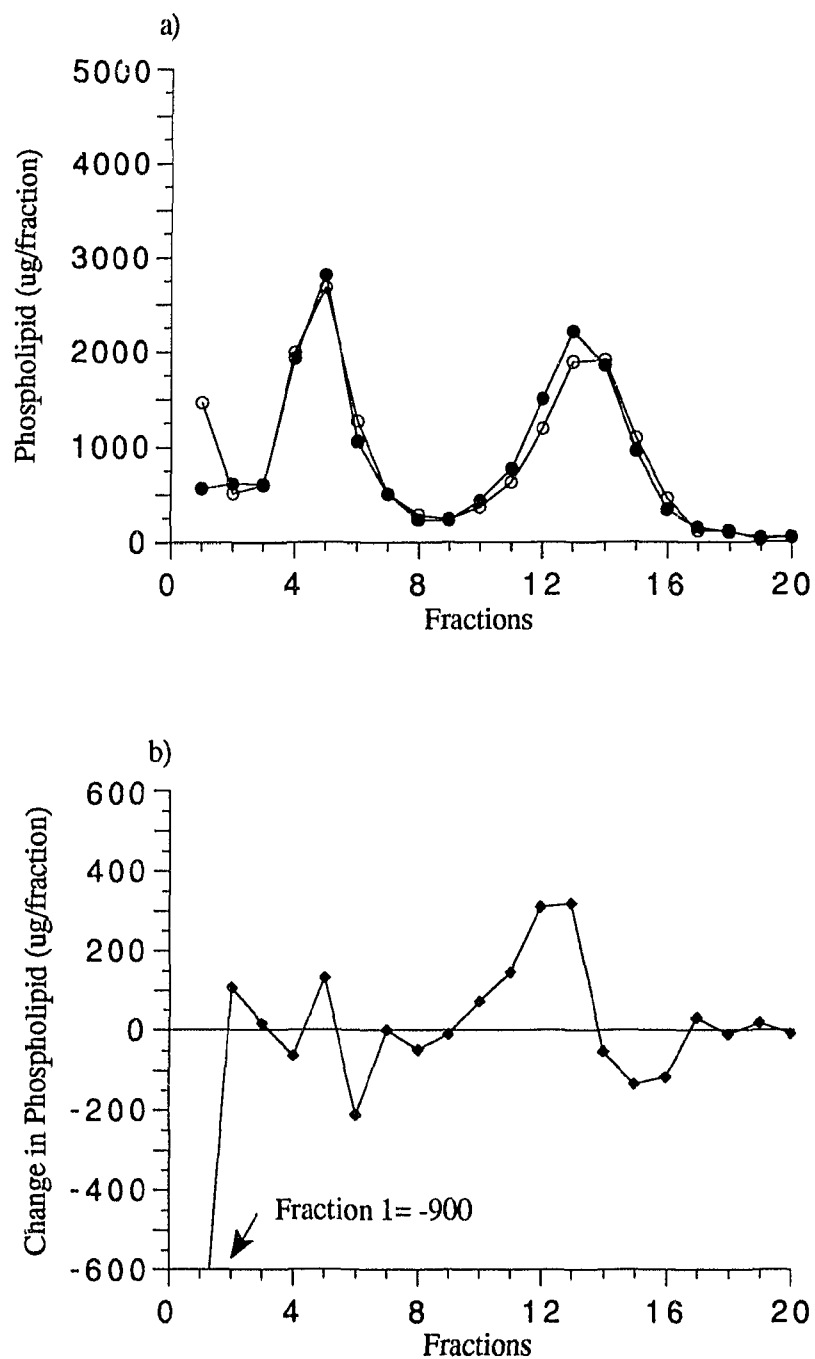 a)
5000
4000
3000
2000
1000
0
Phospholipid (ug/fraction)
0 4 8 12 16 20
Fractions
b)
600
400
200
0
-200
-400
-600
Change in Phospholipid (ug/fraction)
Fraction 1= -900
0 4 8 12 16 20
Fractions